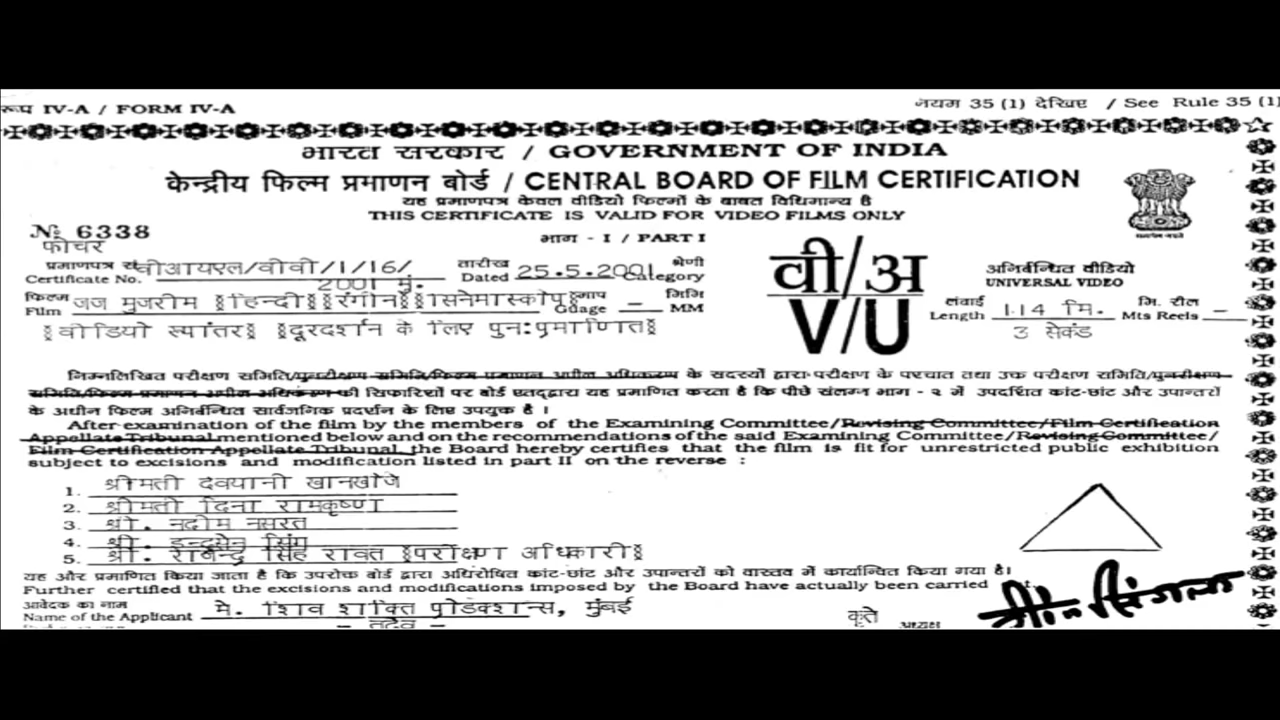 रूप IV-A / FORM IV-A
नियम 35 (1) देखिए / See Rule 35 (1)
भारत सरकार / GOVERNMENT OF INDIA
केन्द्रीय फिल्म प्रमाणन बोर्ड / CENTRAL BOARD OF FILM CERTIFICATION
यह प्रमाणपत्र केवल वीडियो फिल्मों के बाबत विधिमान्य है
THIS CERTIFICATE IS VALID FOR VIDEO FILMS ONLY
№ 6338
फीचर
भाग - I / PART I
प्रमाणपत्र सं. वीआयएल/वीवी/1/16/ तारीख श्रेणी
Certificate No. 2001 मुं. Dated 25.5.2001 Category
वी/अ
V/U
अनिर्बन्धित वीडियो
UNIVERSAL VIDEO
फिल्म जज मुजरीम (हिन्दी) (रंगीन) (सिनेमास्कोप) माप – मिमि
Film Gdage MM
लंबाई 114 मि. मि. रील –
Length 3 सेकंड Mts Reels
(वीडियो रूपांतर) (दूरदर्शन के लिए पुनःप्रमाणित)
निम्नलिखित परीक्षण समिति/पुनरीक्षण समिति/फिल्म प्रमाणन अपील अधिकरण के सदस्यों द्वारा परीक्षण के पश्चात तथा उक्त परीक्षण समिति/पुनरीक्षण
समिति/फिल्म प्रमाणन अपील अधिकरण की सिफारिशों पर बोर्ड एतद्द्वारा यह प्रमाणित करता है कि पीछे संलग्न भाग - २ में उपदर्शित कांट-छांट और उपान्तरों
के अधीन फिल्म अनिर्बन्धित सार्वजनिक प्रदर्शन के लिए उपयुक्त है ।
After examination of the film by the members of the Examining Committee/Revising Committee/Film Certification
Appellate Tribunal mentioned below and on the recommendations of the said Examining Committee/Revising Committee/
Film Certification Appellate Tribunal, the Board hereby certifies that the film is fit for unrestricted public exhibition
subject to excisions and modification listed in part II on the reverse :
1. श्रीमती देवयानी खानखोजे
2. श्रीमती दिना रामकृष्णा
3. श्री. नदीम नसरत
4. श्री. इन्द्रसेन सिंग
5. श्री. राजेन्द्र सिंह रावत (परीक्षण अधिकारी)
यह और प्रमाणित किया जाता है कि उपरोक्त बोर्ड द्वारा अधिरोपित कांट-छांट और उपान्तरों को वास्तव में कार्यान्वित किया गया है।
Further certified that the excisions and modifications imposed by the Board have actually been carried
आवेदक का नाम मे. शिव शक्ति प्रोडक्शन्स, मुंबई
Name of the Applicant
कृते अध्यक्ष
– तदैव –